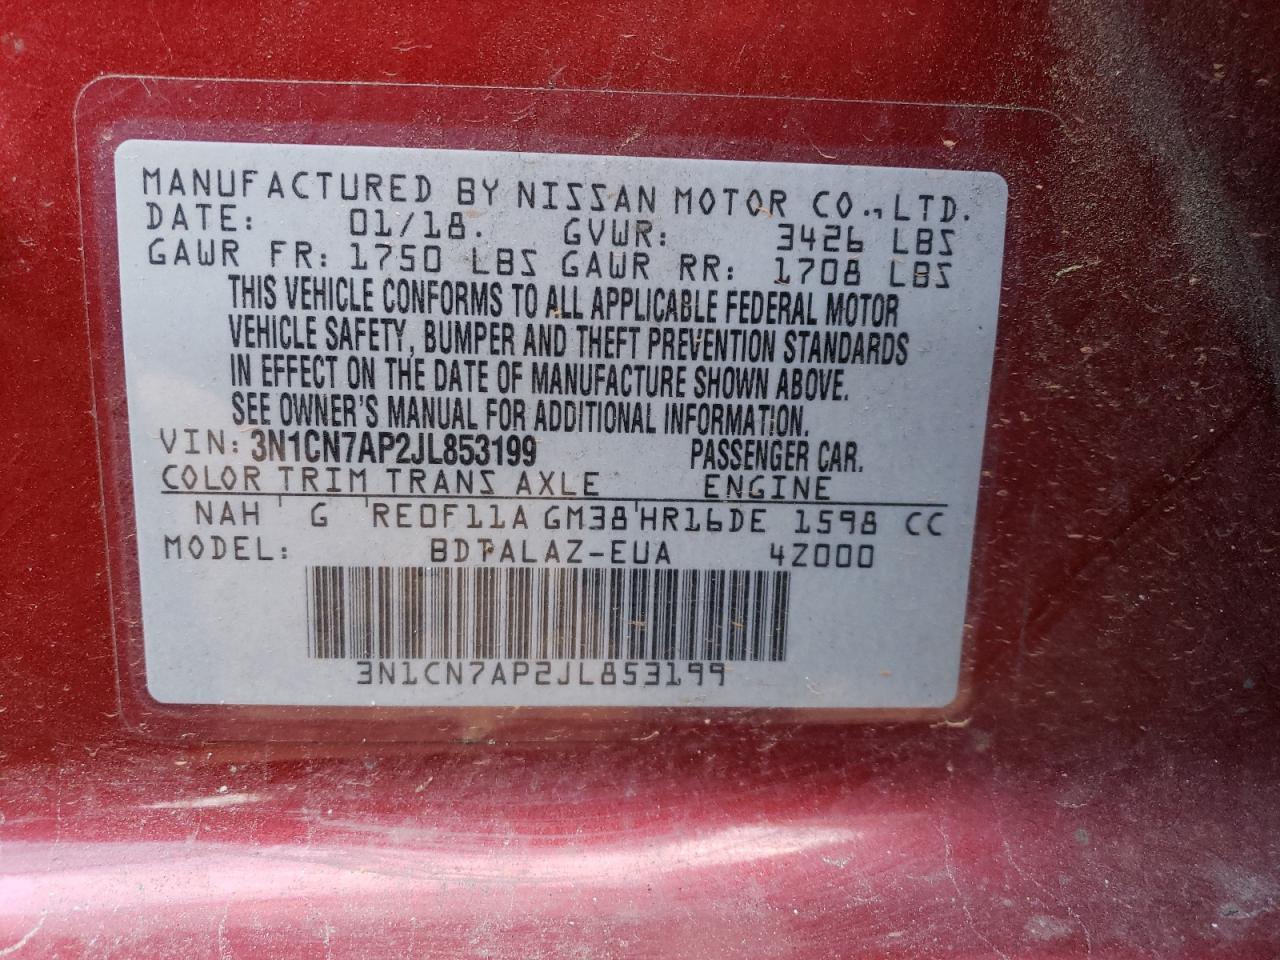 MANUFACTURED BY NISSAN MOTOR CO., LTD.
DATE: 01/18. GVWR: 3426 LBS
GAWR FR: 1750 LBS GAWR RR: 1708 LBS
THIS VEHICLE CONFORMS TO ALL APPLICABLE FEDERAL MOTOR
VEHICLE SAFETY, BUMPER AND THEFT PREVENTION STANDARDS
IN EFFECT ON THE DATE OF MANUFACTURE SHOWN ABOVE.
SEE OWNER'S MANUAL FOR ADDITIONAL INFORMATION.
VIN: 3N1CN7AP2JL853199 PASSENGER CAR.
COLOR TRIM TRANS AXLE ENGINE
NAH G RE0F11A GM38 HR16DE 1598 CC
MODEL: BDTALAZ-EUA 4Z000
3N1CN7AP2JL853199